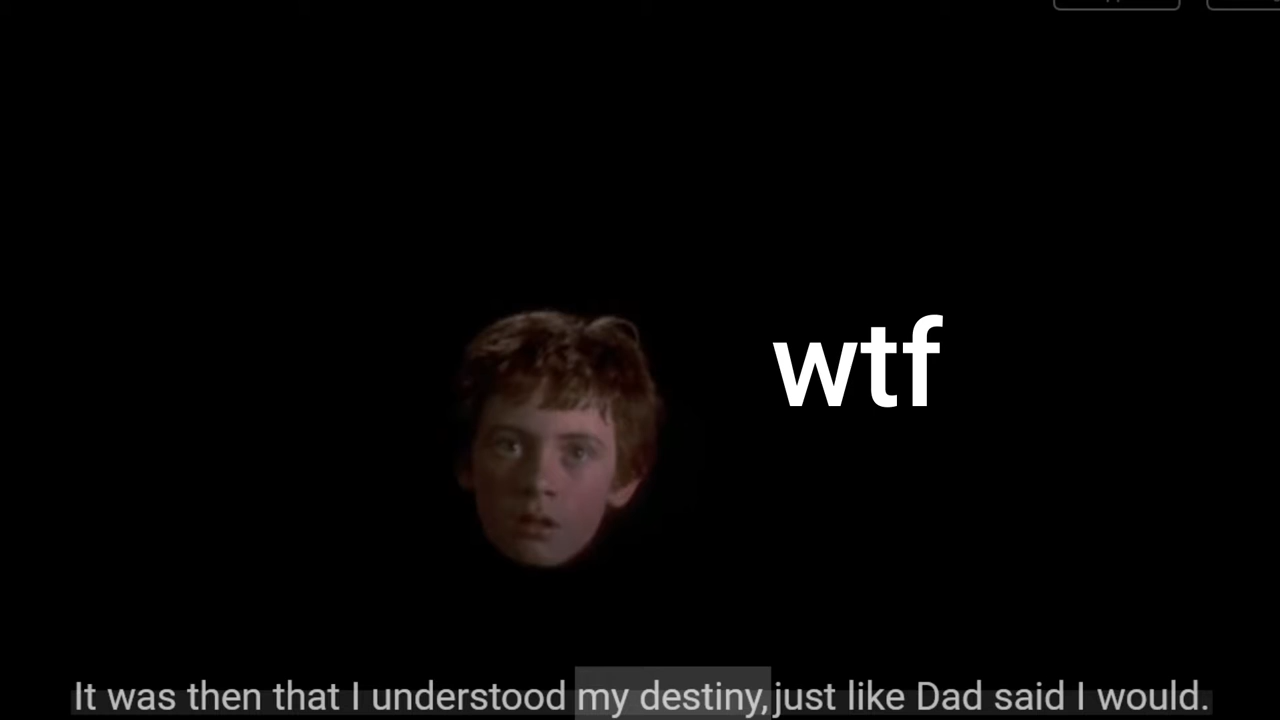 wtf
It was then that I understood my destiny, just like Dad said I would.